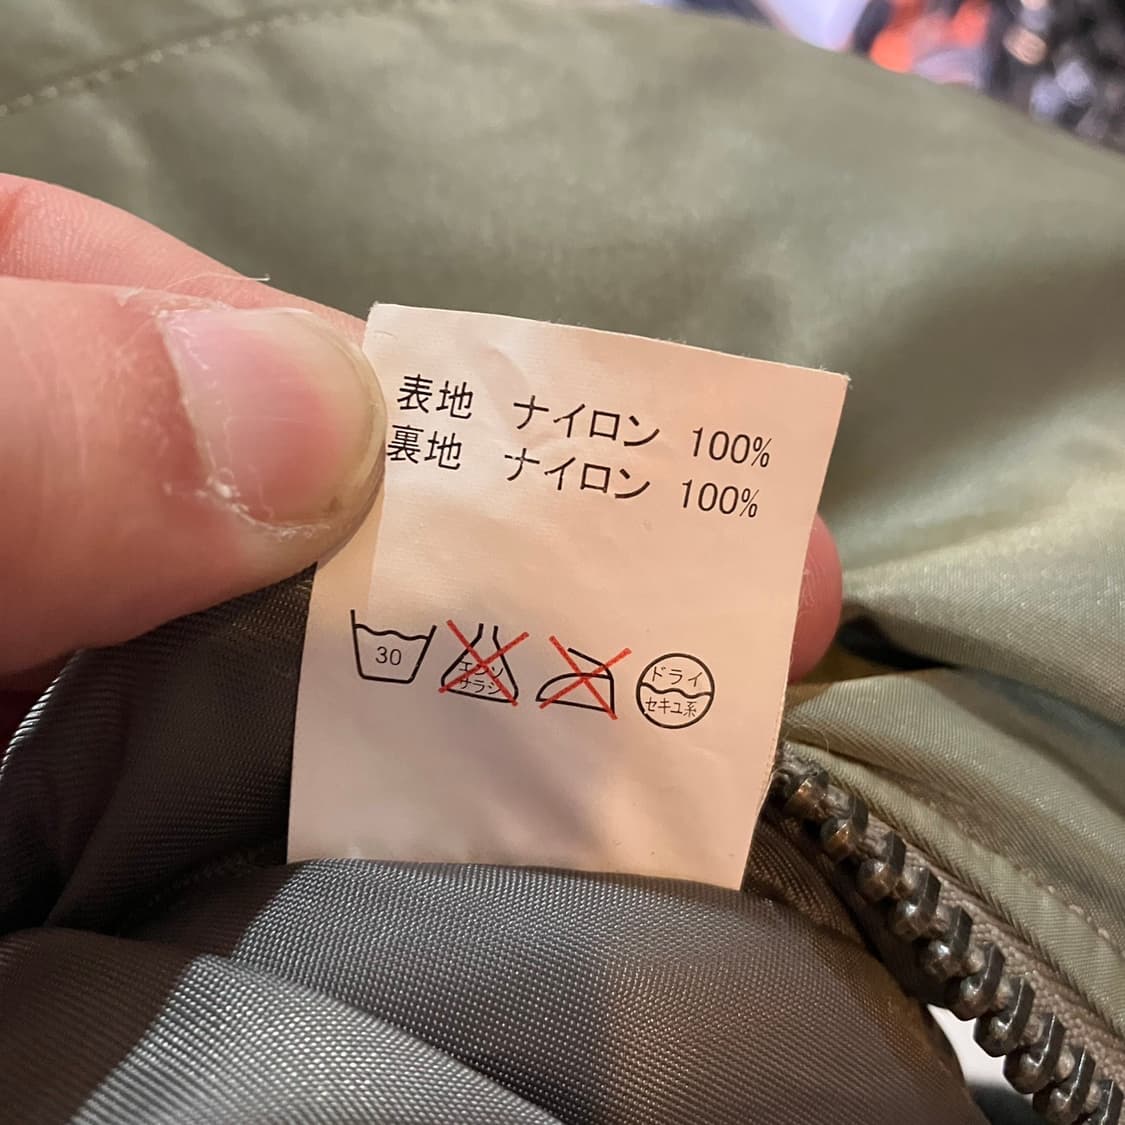 表地 ナイロン 100%
裏地 ナイロン 100%
30
エンソ
サラシ
ドライ
セキユ系